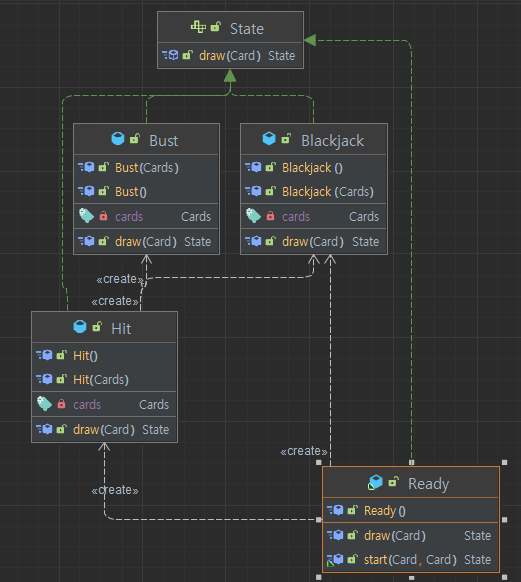 State
draw(Card) State
Bust
Bust(Cards)
Bust()
cards Cards
draw(Card) State
Blackjack
Blackjack ()
Blackjack (Cards)
cards Cards
draw(Card) State
«create»
«create»
Hit
Hit()
Hit(Cards)
cards Cards
draw(Card) State
«create»
«create»
Ready
Ready ()
draw(Card) State
start(Card, Card) State